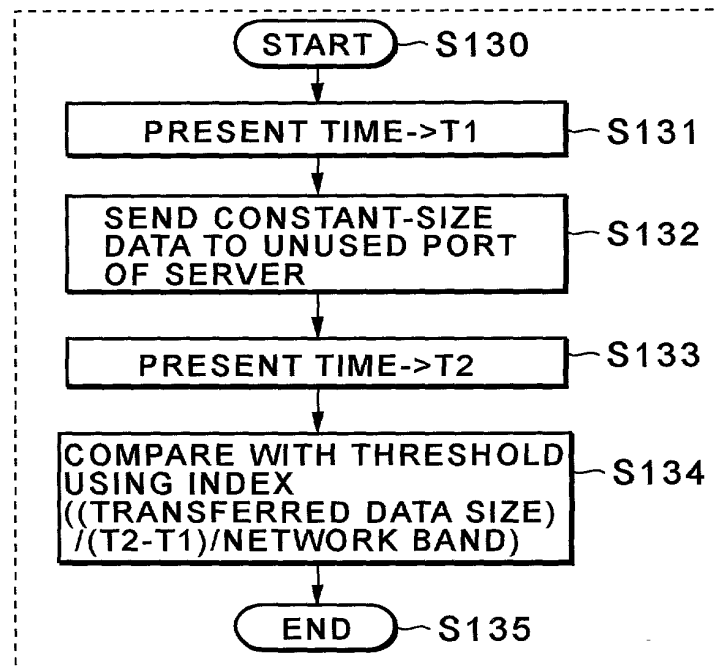 START S130
PRESENT TIME->T1 S131
SEND CONSTANT-SIZE
DATA TO UNUSED PORT S132
OF SERVER
PRESENT TIME->T2 S133
COMPARE WITH THRESHOLD
USING INDEX S134
((TRANSFERRED DATA SIZE)
/(T2-T1)/NETWORK BAND)
END S135